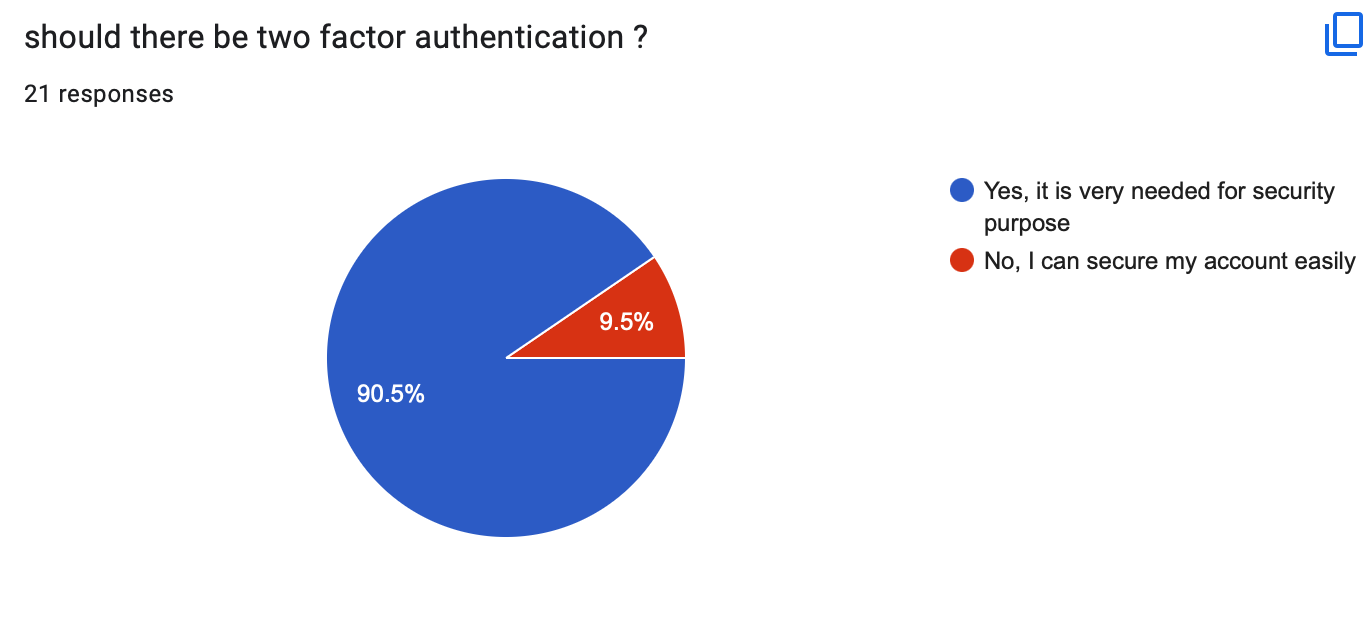 should there be two factor authentication ?
21 responses
Yes, it is very needed for security
purpose
No, I can secure my account easily
9.5%
90.5%